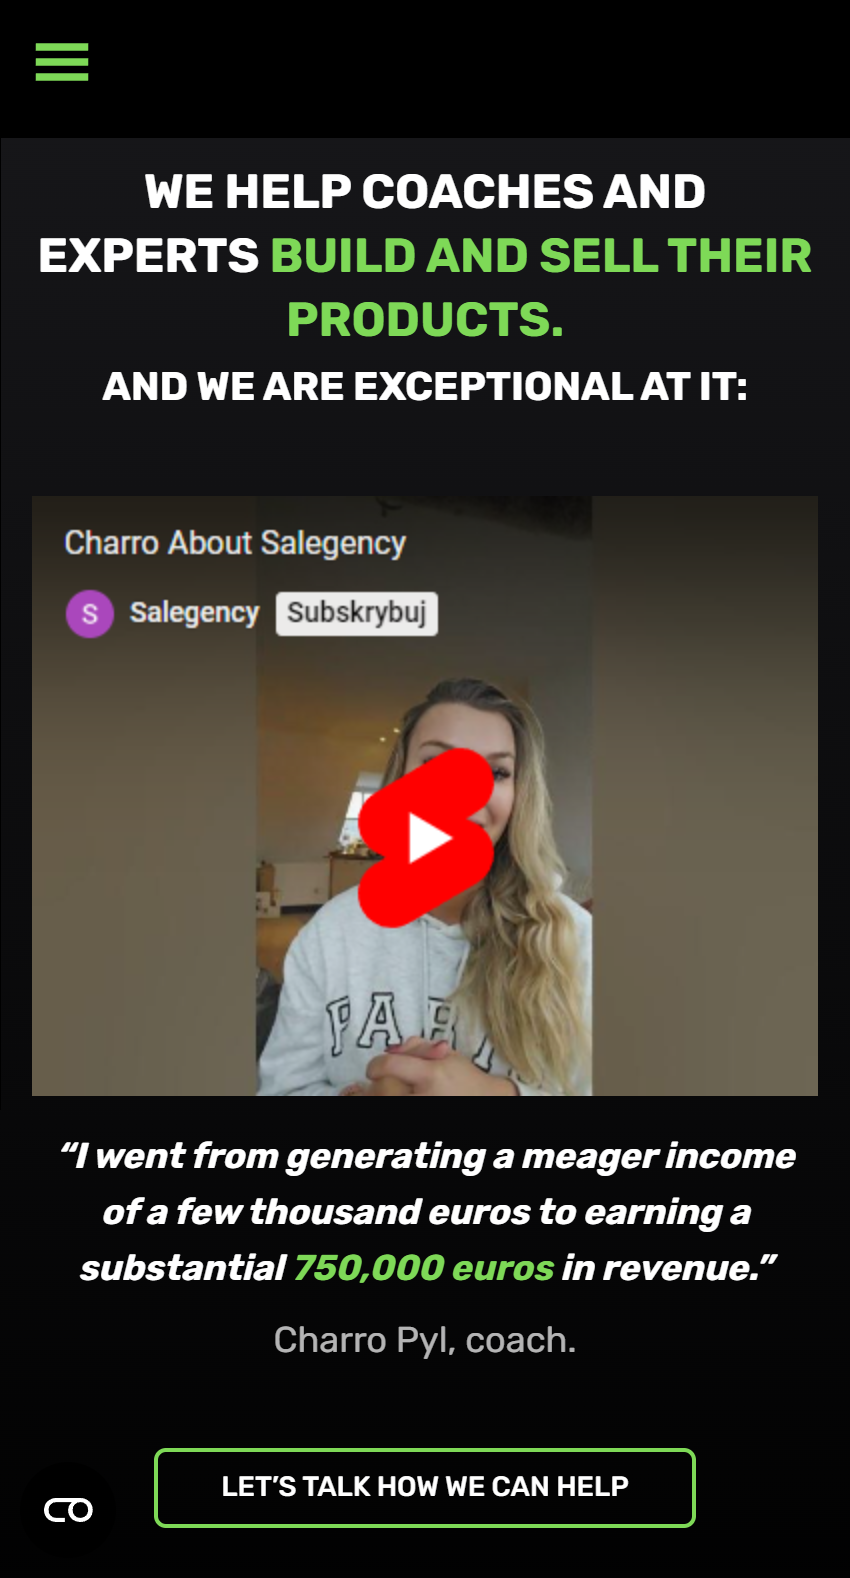 WE HELP COACHES AND
EXPERTS BUILD AND SELL THEIR
PRODUCTS.
AND WE ARE EXCEPTIONAL AT IT:
Charro About Salegency
S Salegency Subskrybuj
“I went from generating a meager income
of a few thousand euros to earning a
substantial 750,000 euros in revenue.”
Charro Pyl, coach.
LET’S TALK HOW WE CAN HELP